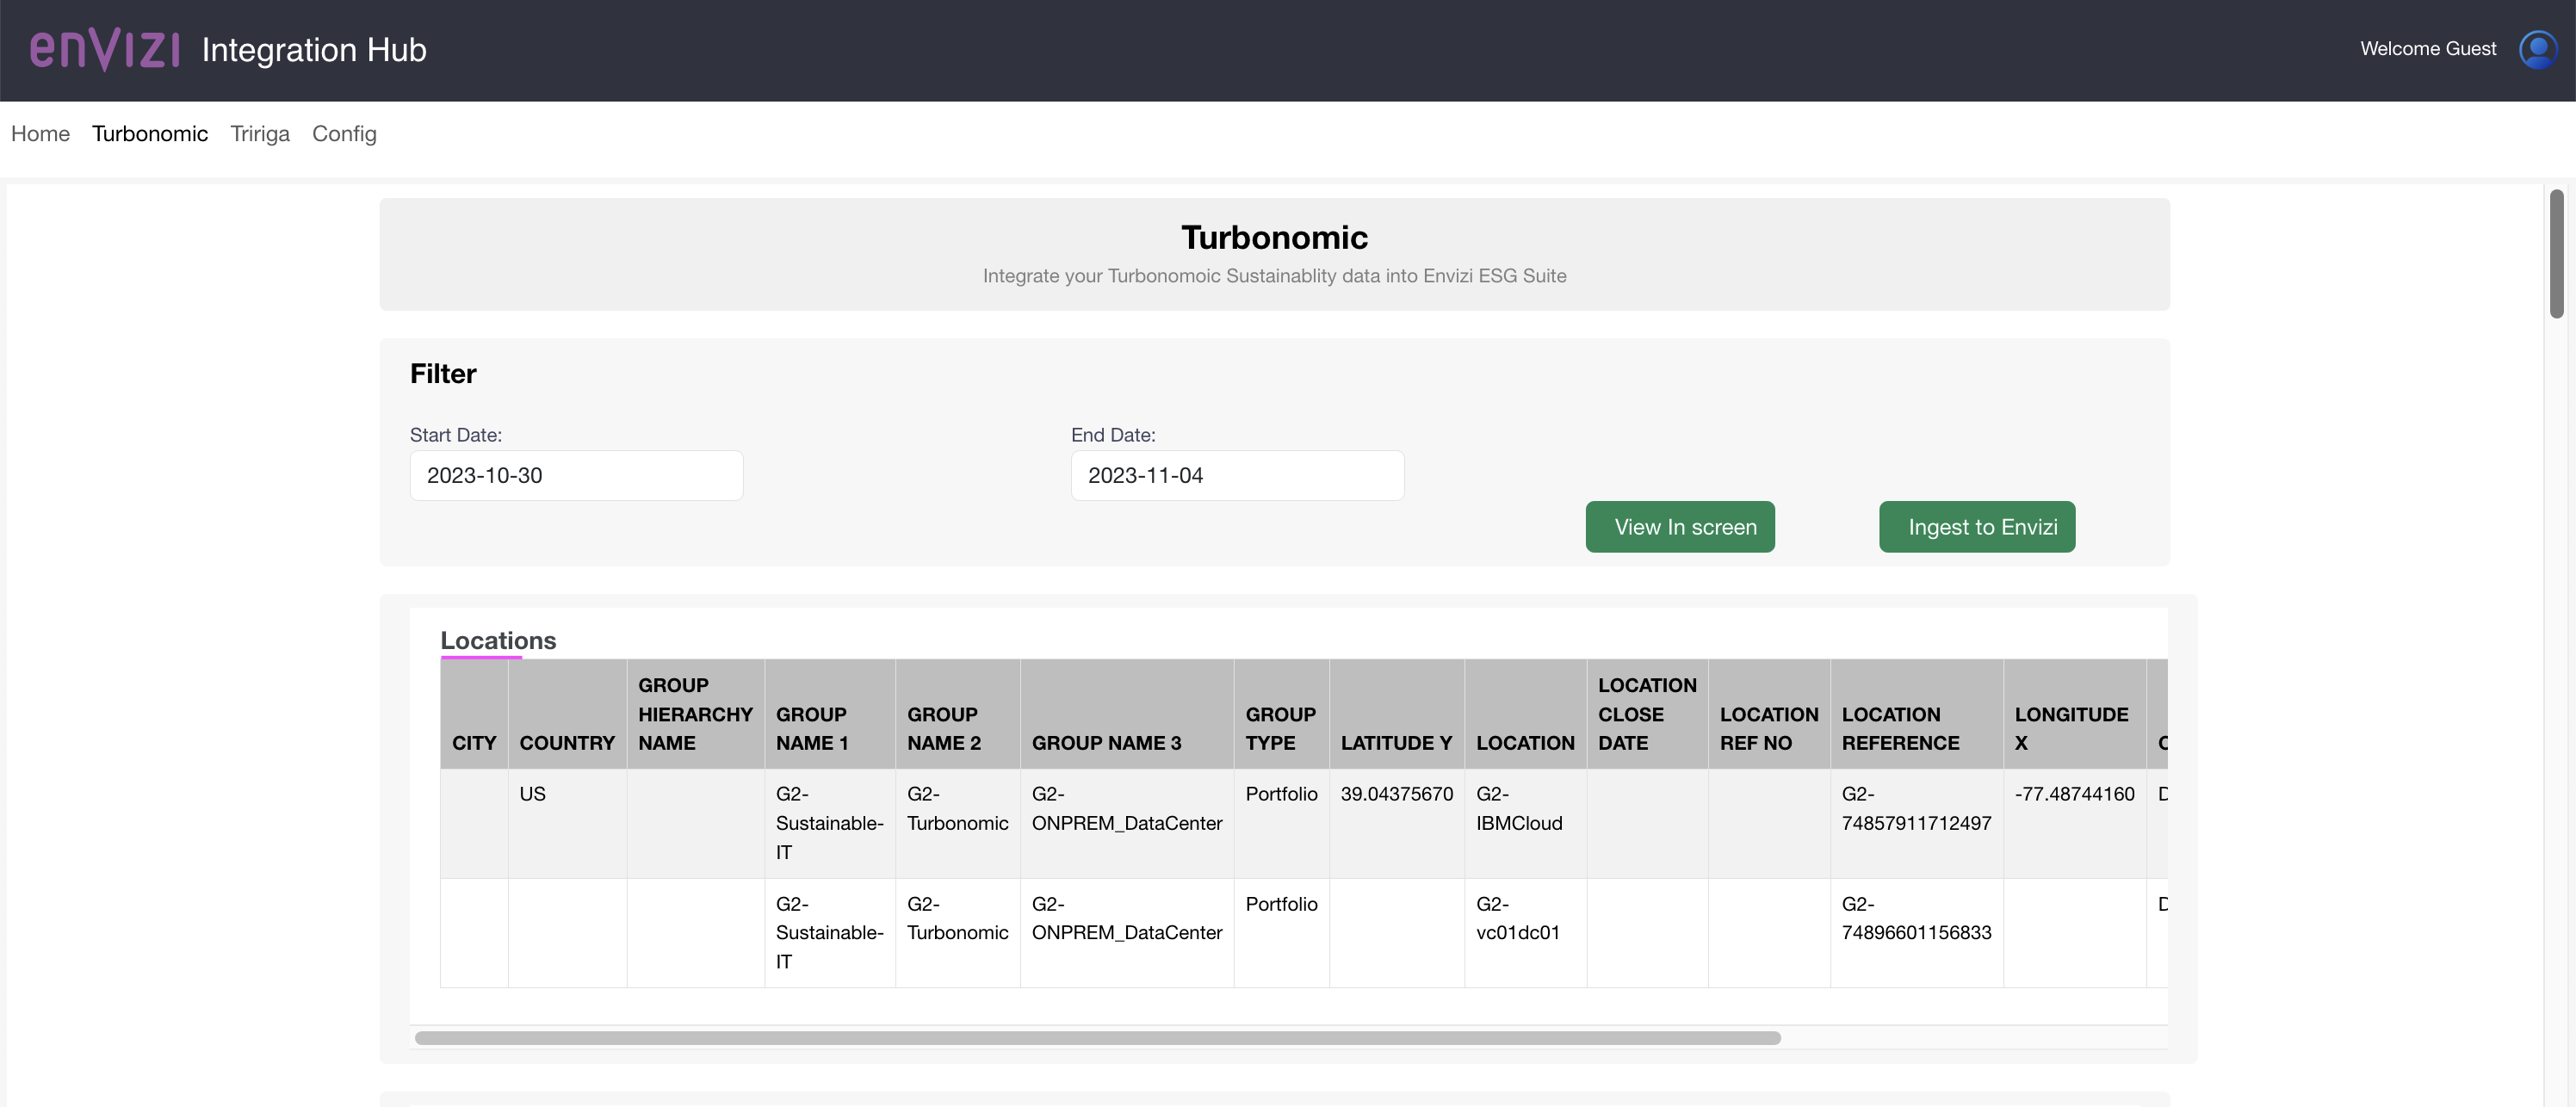 enVIZI Integration Hub
Welcome Guest
Home Turbonomic Tririga Config
Turbonomic
Integrate your Turbonomoic Sustainablity data into Envizi ESG Suite
Filter
Start Date: End Date:
2023-10-30 2023-11-04
View In screen Ingest to Envizi
Locations
CITY COUNTRY GROUP HIERARCHY NAME GROUP NAME 1 GROUP NAME 2 GROUP NAME 3 GROUP TYPE LATITUDE Y LOCATION LOCATION CLOSE DATE LOCATION REF NO LOCATION REFERENCE LONGITUDE X
US G2-Sustainable-IT G2-Turbonomic G2-ONPREM_DataCenter Portfolio 39.04375670 G2-IBMCloud G2-74857911712497 -77.48744160
G2-Sustainable-IT G2-Turbonomic G2-ONPREM_DataCenter Portfolio G2-vc01dc01 G2-74896601156833